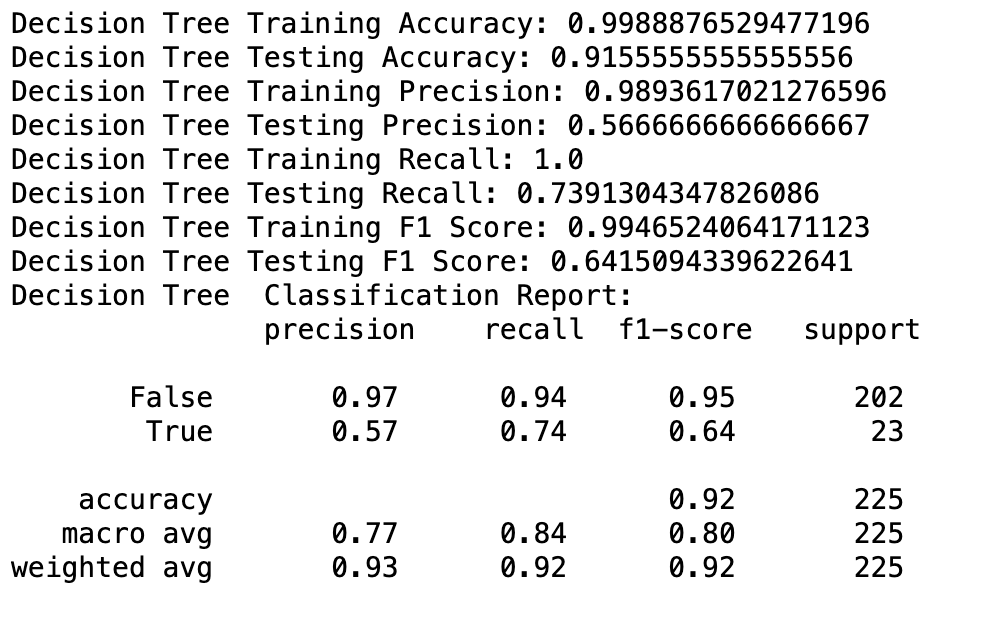 Decision Tree Training Accuracy: 0.9988876529477196
Decision Tree Testing Accuracy: 0.9155555555555556
Decision Tree Training Precision: 0.9893617021276596
Decision Tree Testing Precision: 0.5666666666666667
Decision Tree Training Recall: 1.0
Decision Tree Testing Recall: 0.7391304347826086
Decision Tree Training F1 Score: 0.9946524064171123
Decision Tree Testing F1 Score: 0.6415094339622641
Decision Tree  Classification Report:
               precision    recall  f1-score   support

       False       0.97      0.94      0.95       202
        True       0.57      0.74      0.64        23

    accuracy                           0.92       225
   macro avg       0.77      0.84      0.80       225
weighted avg       0.93      0.92      0.92       225